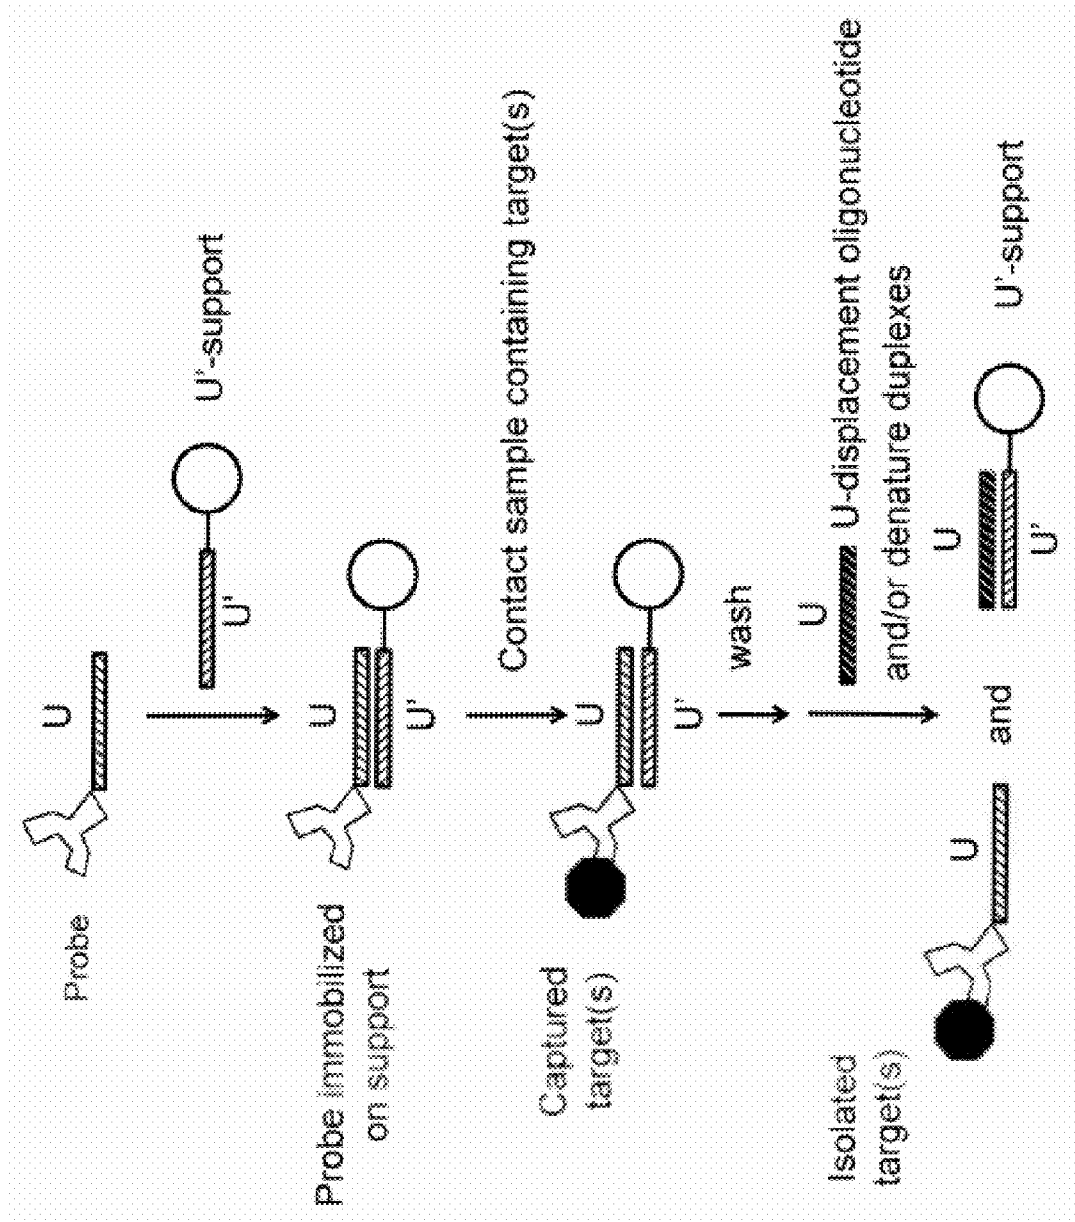 Probe
U
U'
U'-support
Probe immobilized
on support
U
U'
Contact sample containing target(s)
Captured
target(s)
U
U'
wash
U
U-displacement oligonucleotide
and/or denature duplexes
Isolated
target(s)
U
and
U
U'
U'-support